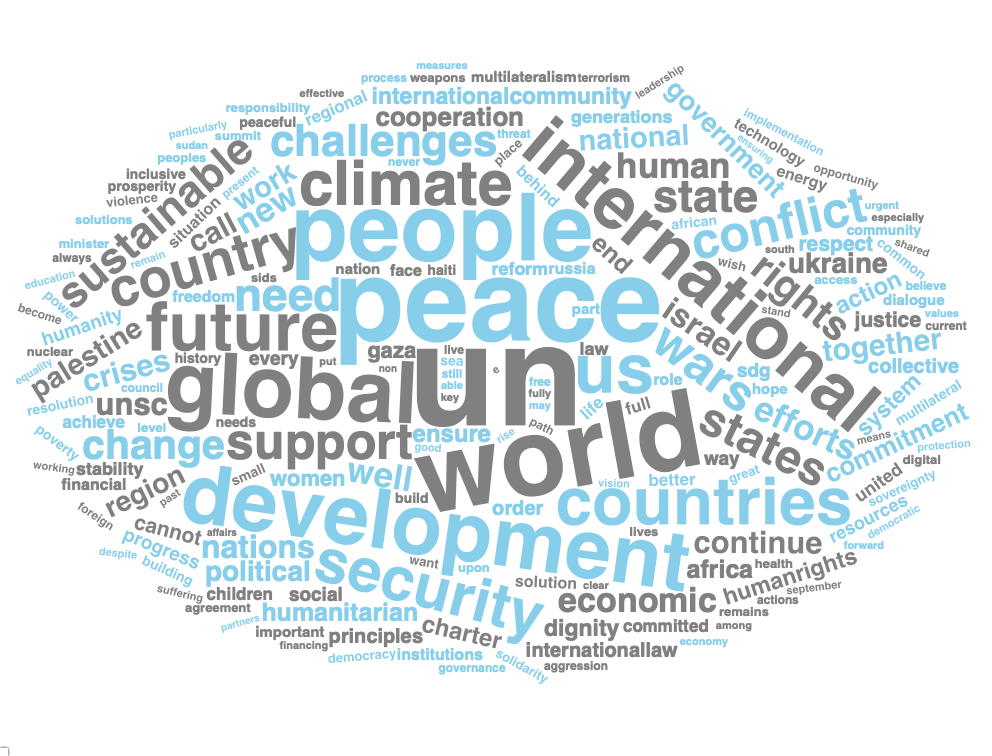 measures
process
weapons
multilateralism
terrorism
leadership
effective
regional
internationalcommunity
government
responsibility
peaceful
cooperation
generations
implementation
particularly
summit
challenges
threat
national
technology
ensuring
sudan
peoples
never
place
international
human
energy
opportunity
inclusive
prosperity
violence
sustainable
present
work
climate
behind
state
conflict
urgent
especially
community
solutions
situation
call
new
people
african
respect
common
shared
minister
always
remain
country
end
south
wish
rights
ukraine
access
education
sids
nation
face
haiti
reform
russia
action
believe
power
freedom
need
peace
part
stand
dialogue
become
humanity
future
israel
justice
values
current
nuclear
palestine
history
every
put
gaza
live
law
wars
together
equality
crises
council
global
non
sea
still
able
key
un
e
free
fully
may
us
role
sdg
hope
collective
resolution
unsc
needs
life
full
efforts
system
multilateral
achieve
level
change
support
ensure
good
rise
path
world
states
means
commitment
protection
poverty
working
stability
financial
small
women
well
way
great
better
vision
united
digital
region
past
development
build
order
countries
sovereignty
resources
democratic
foreign
cannot
affairs
lives
continue
forward
progress
nations
want
upon
despite
building
political
security
solution
clear
africa
health
humanrights
september
suffering
children
social
economic
actions
agreement
humanitarian
remains
partners
important
principles
charter
dignity
committed
among
financing
democracy
institutions
solidarity
internationallaw
economy
governance
aggression